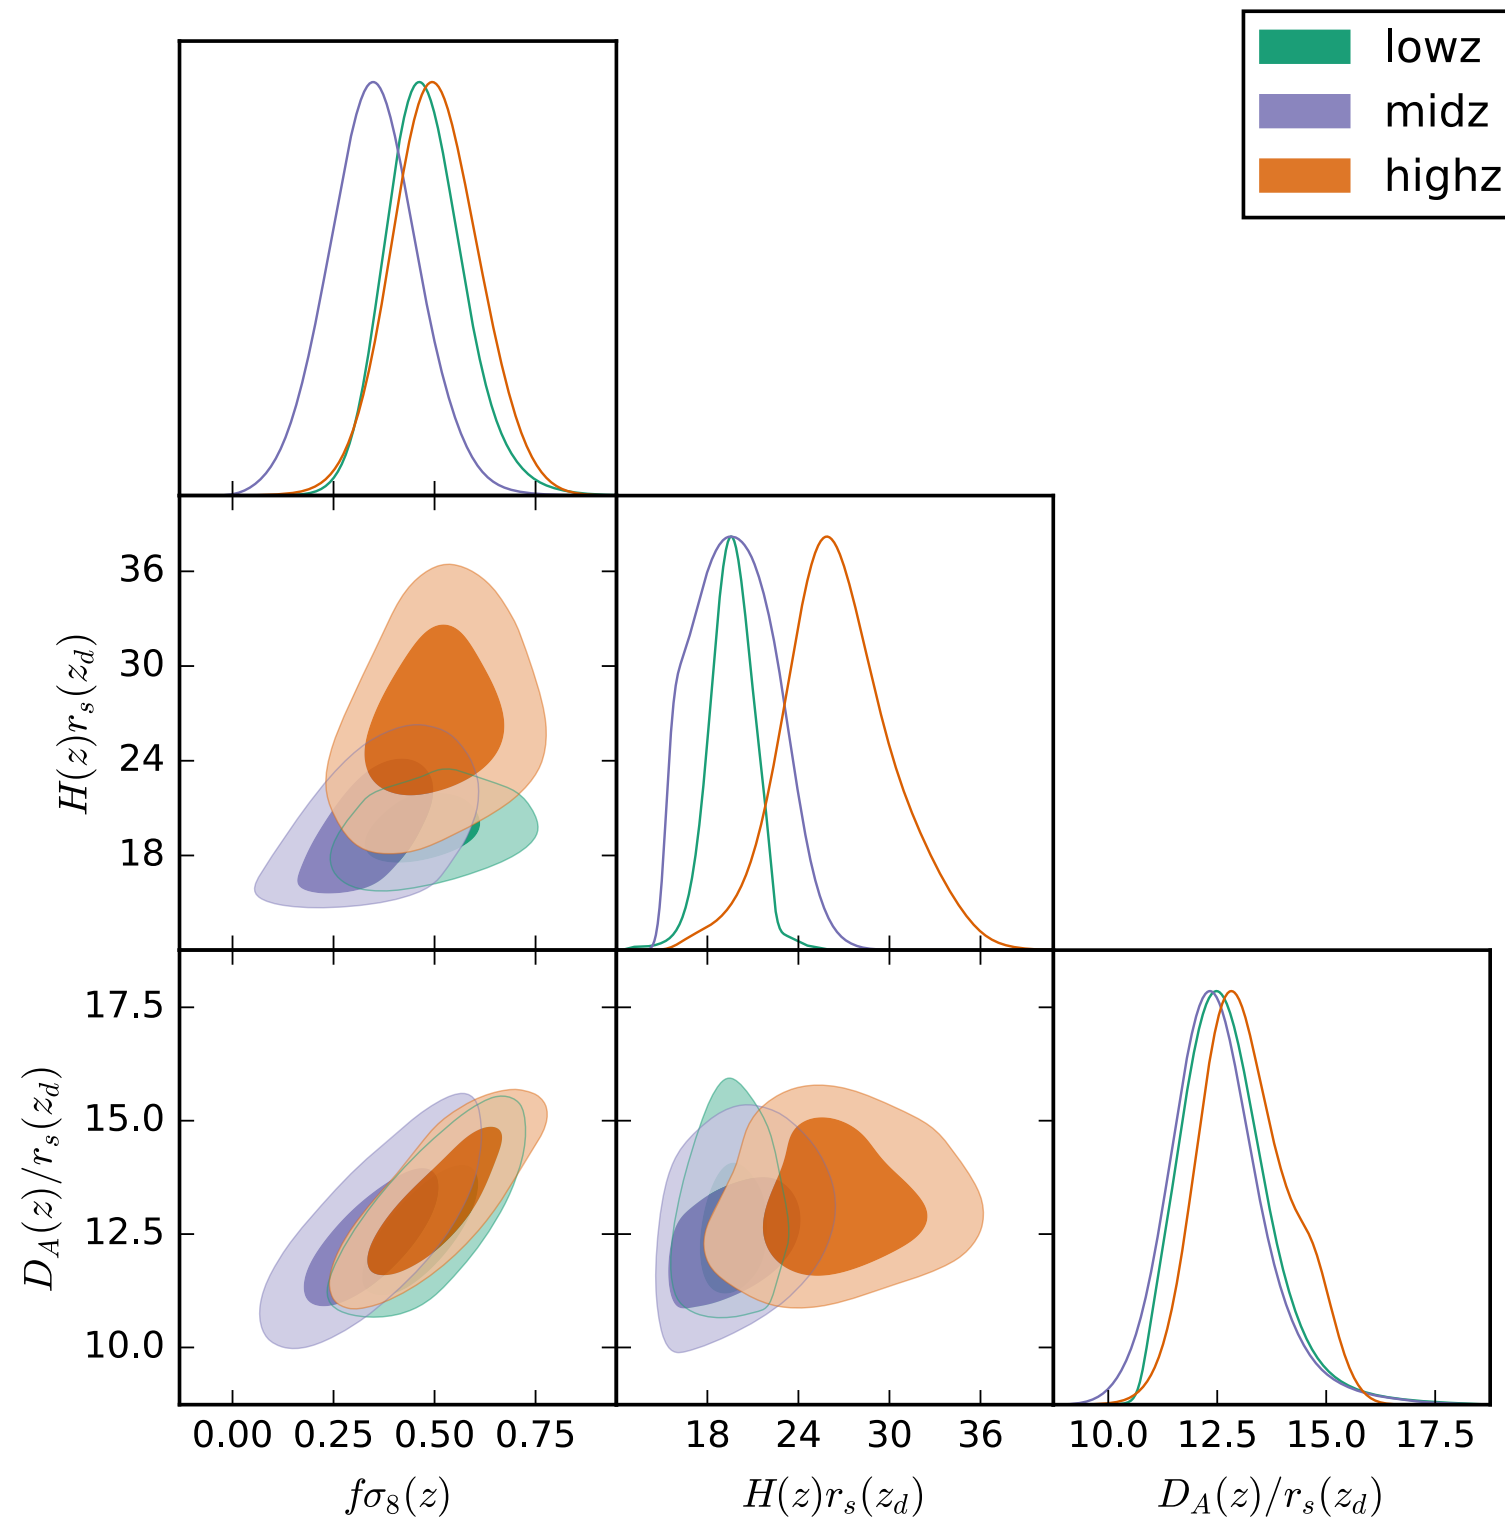 lowz
midz
highz
36
30
24
18
H(z)r_s(z_d)
17.5
15.0
12.5
10.0
D_A(z)/r_s(z_d)
0.00 0.25 0.50 0.75 18 24 30 36 10.0 12.5 15.0 17.5
fσ_8(z) H(z)r_s(z_d) D_A(z)/r_s(z_d)